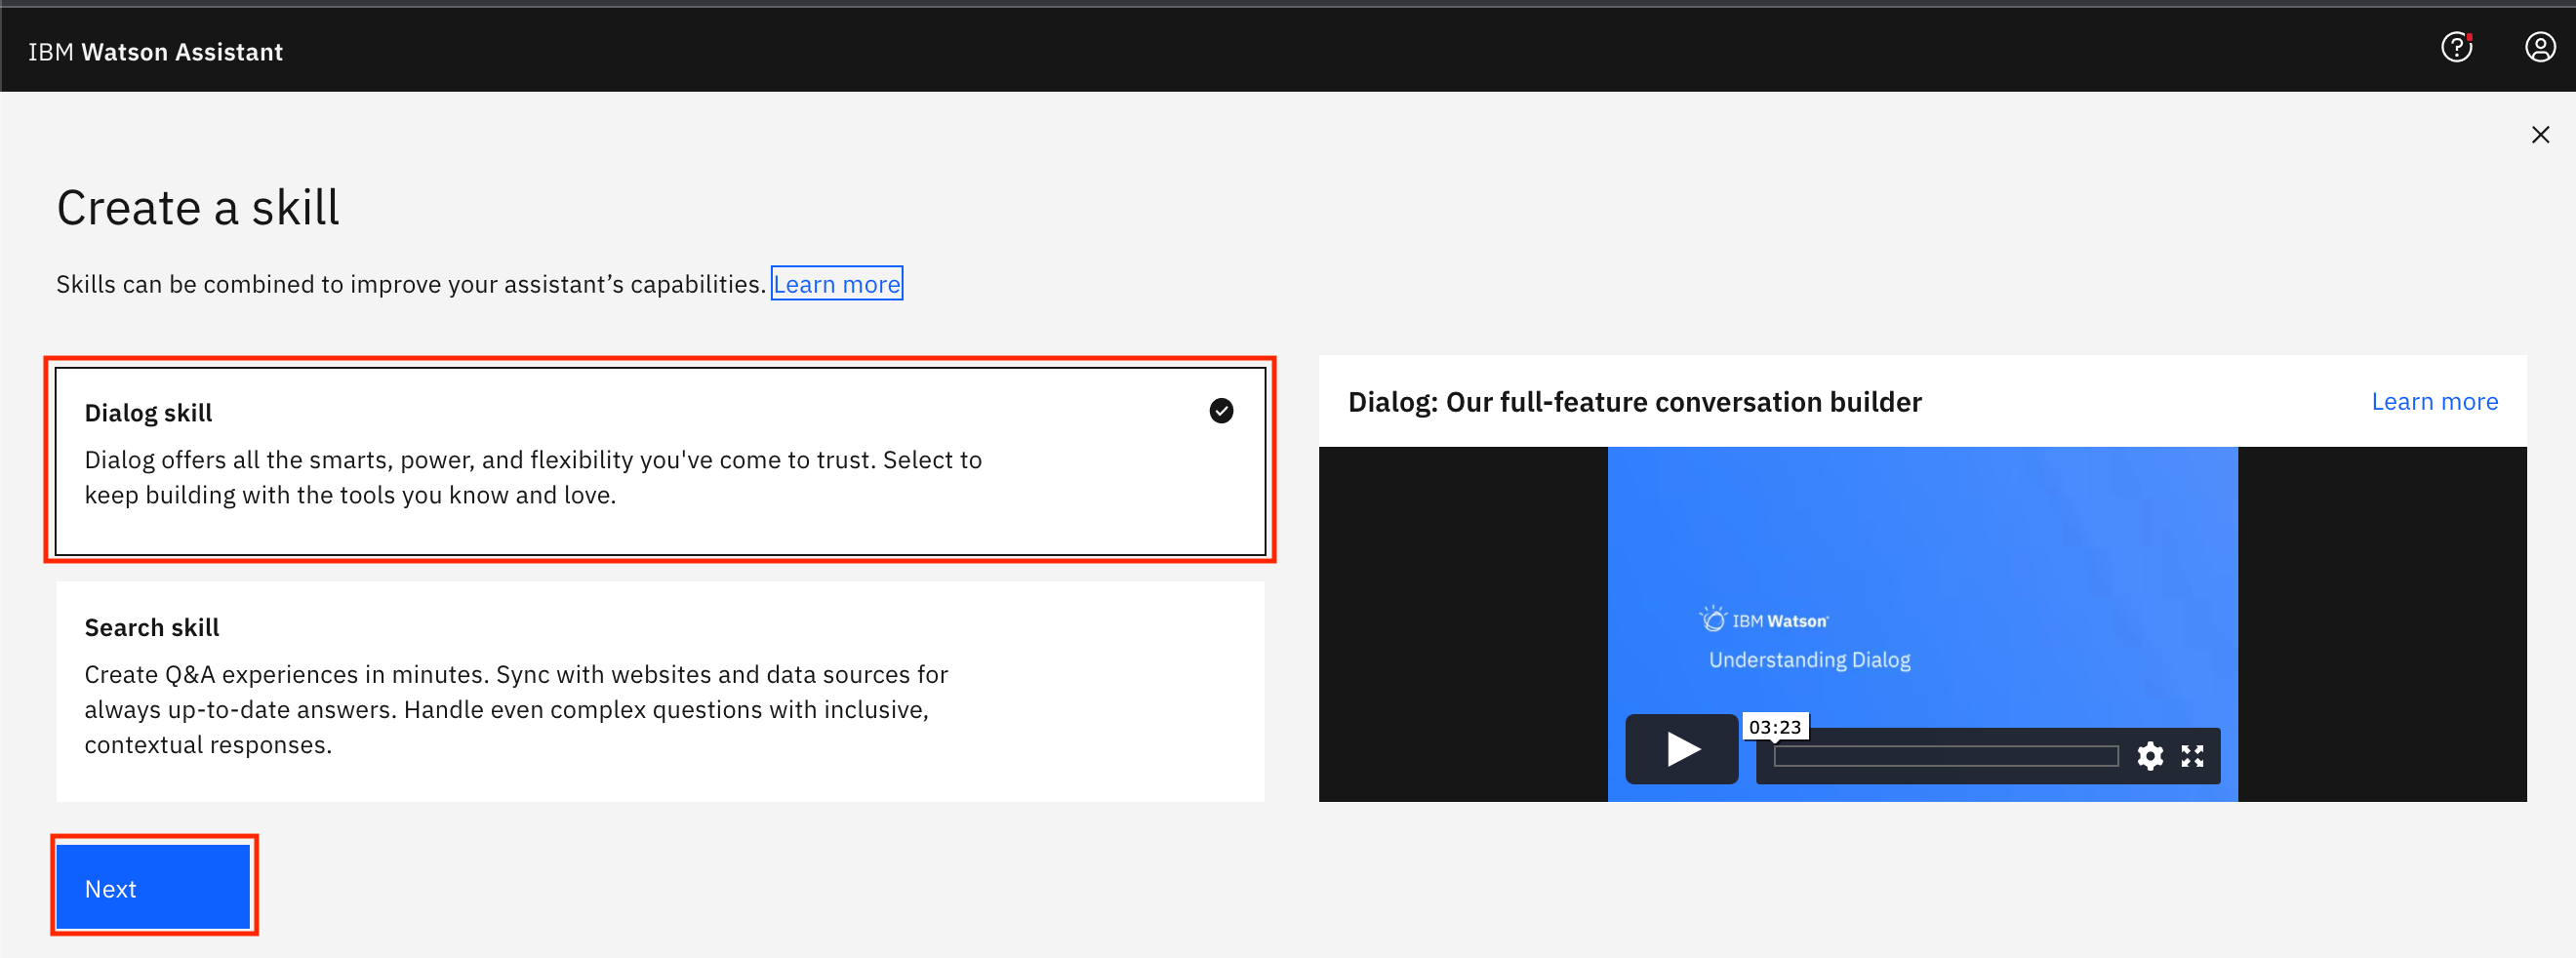 IBM Watson Assistant
Create a skill
Skills can be combined to improve your assistant’s capabilities. Learn more
Dialog skill
Dialog offers all the smarts, power, and flexibility you've come to trust. Select to
keep building with the tools you know and love.
Search skill
Create Q&A experiences in minutes. Sync with websites and data sources for
always up-to-date answers. Handle even complex questions with inclusive,
contextual responses.
Next
Dialog: Our full-feature conversation builder
Learn more
IBM Watson
Understanding Dialog
03:23